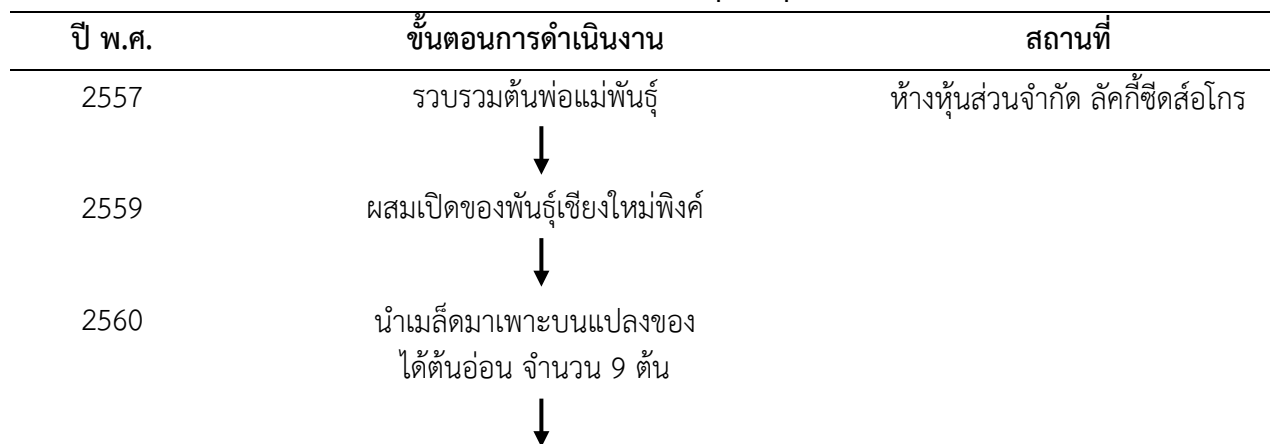 ปี พ.ศ. ขั้นตอนการดำเนินงาน สถานที่
2557 รวบรวมต้นพ่อแม่พันธุ์ ห้างหุ้นส่วนจำกัด ลัคกี้ซีดส์อโกร
2559 ผสมเปิดของพันธุ์เชียงใหม่พิงค์
2560 นำเมล็ดมาเพาะบนแปลงของ
ได้ต้นอ่อน จำนวน 9 ต้น